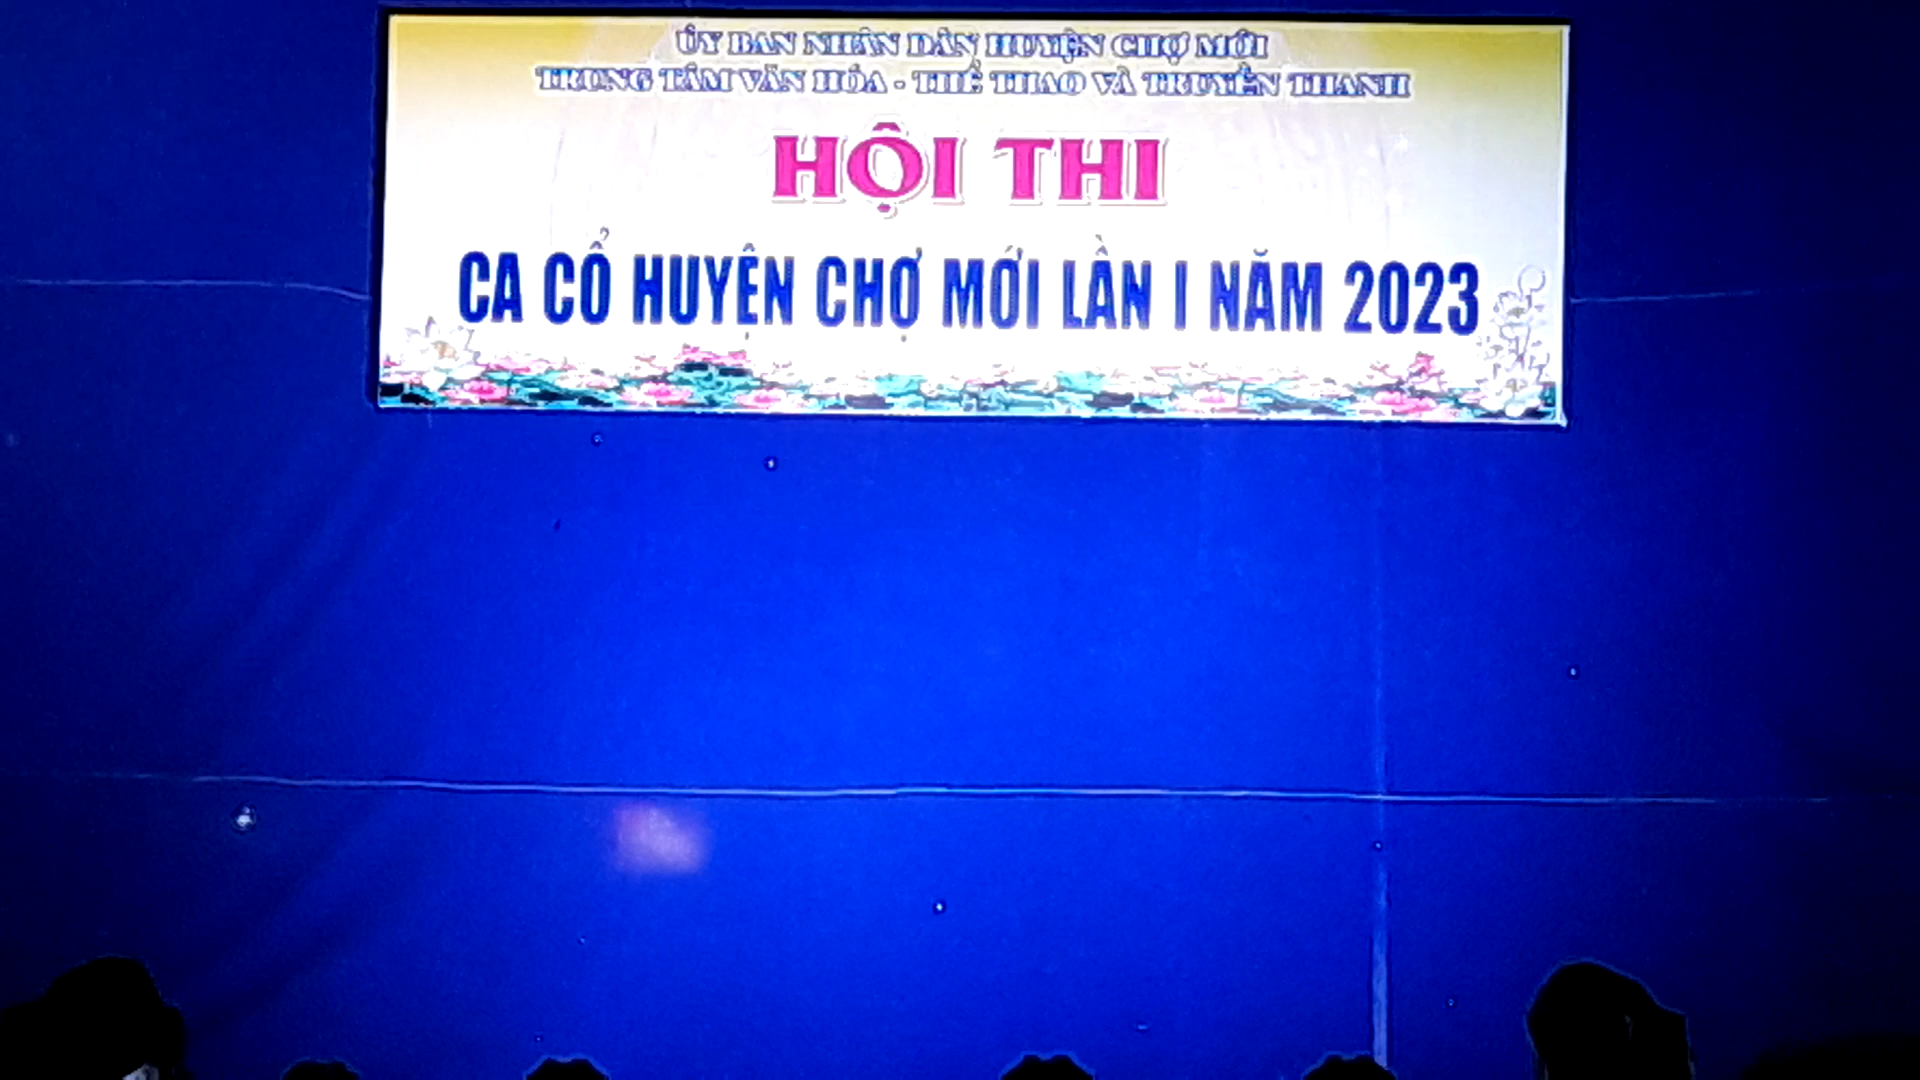 ỦY BAN NHÂN DÂN HUYỆN CHỢ MỚI
TRUNG TÂM VĂN HÓA - THỂ THAO VÀ TRUYỀN THANH
HỘI THI
CA CỔ HUYỆN CHỢ MỚI LẦN I NĂM 2023